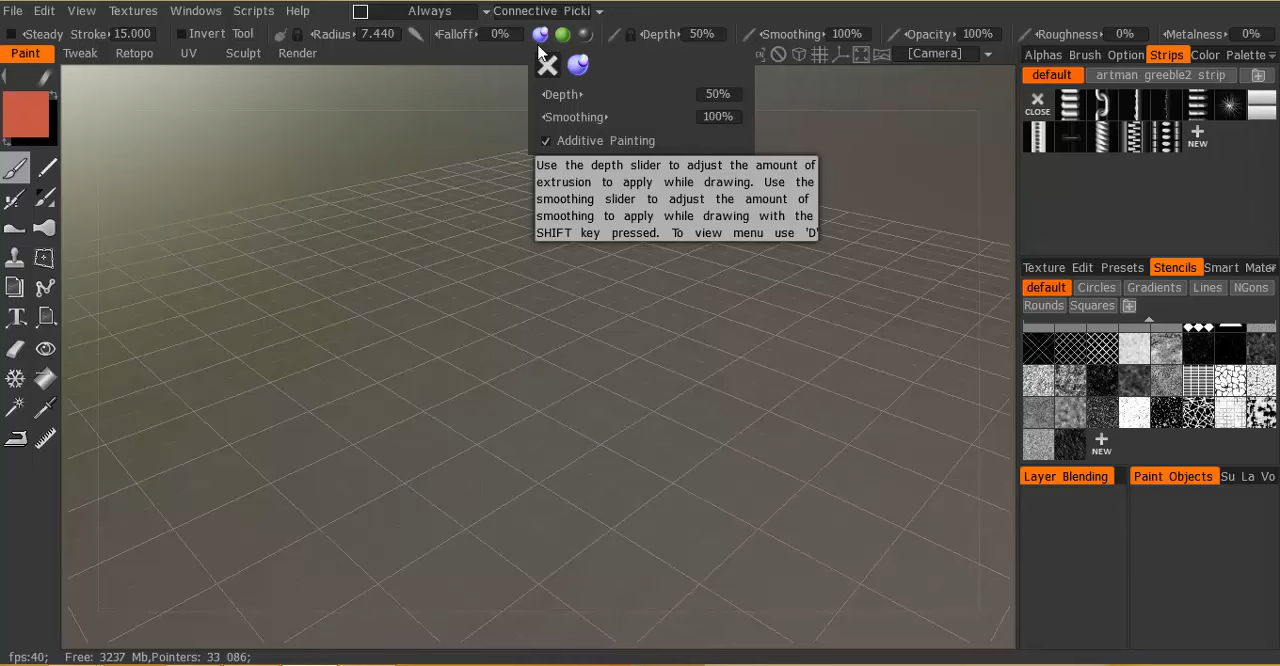 File Edit View Textures Windows Scripts Help Always Connective Picki
Steady Stroke 15.000 Invert Tool Radius 7.440 Falloff 0% Depth 50% Smoothing 100% Opacity 100% Roughness 0% Metalness 0%
Paint Tweak Retopo UV Sculpt Render [Camera] Alphas Brush Option Strips Color Palette
default artman greeble2 strip
Depth 50%
CLOSE
Smoothing 100%
Additive Painting
NEW
Use the depth slider to adjust the amount of
extrusion to apply while drawing. Use the
smoothing slider to adjust the amount of
smoothing to apply while drawing with the
SHIFT key pressed. To view menu use 'D'
Texture Edit Presets Stencils Smart Mate
default Circles Gradients Lines NGons
Rounds Squares
T
NEW
Layer Blending Paint Objects Su La Vo
fps:40; Free: 3237 Mb,Pointers: 33 086;